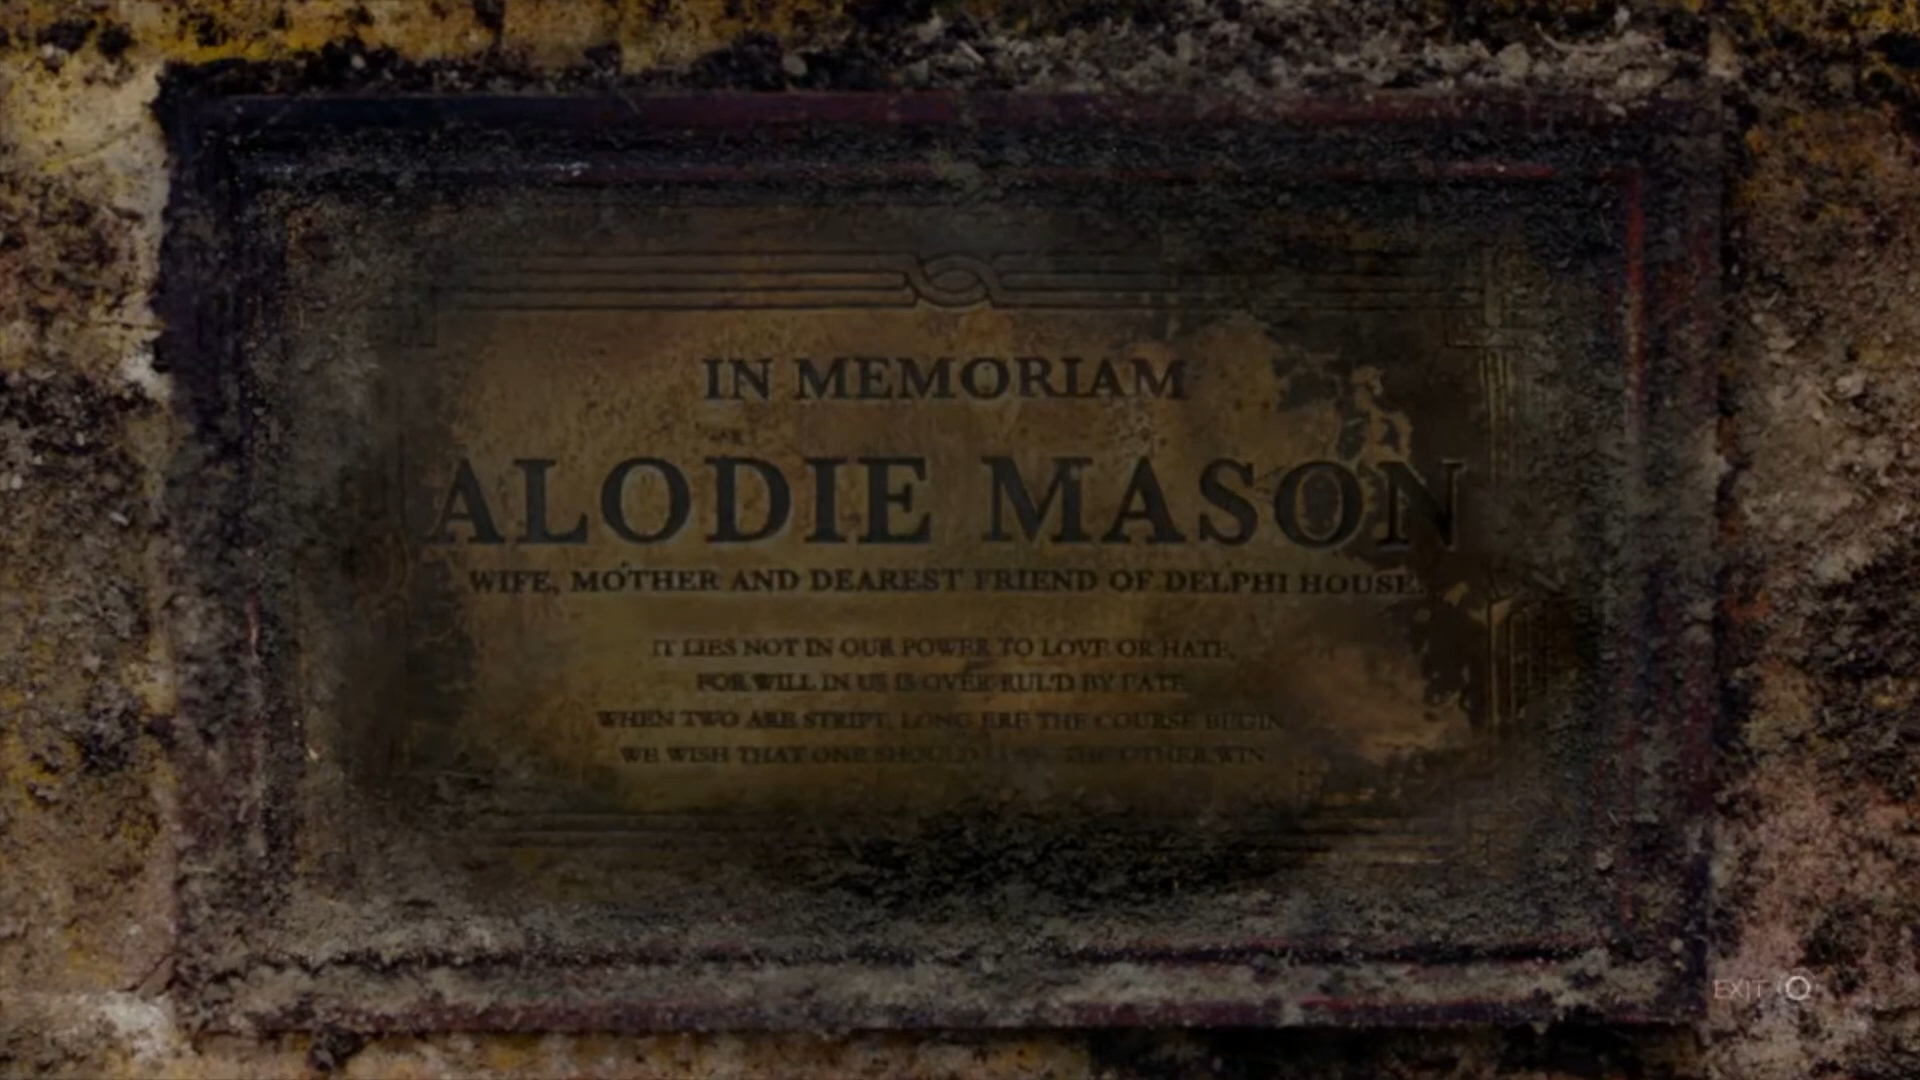 IN MEMORIAM
ALODIE MASON
WIFE, MOTHER AND DEAREST FRIEND OF DELPHI HOUSE.
IT LIES NOT IN OUR POWER TO LOVE OR HATE,
FOR WILL IN US IS OVER-RUL'D BY FATE
WHEN TWO ARE STRIPT, LONG ERE THE COURSE BEGIN
WE WISH THAT ONE SHOULD THE OTHER WIN
EXIT